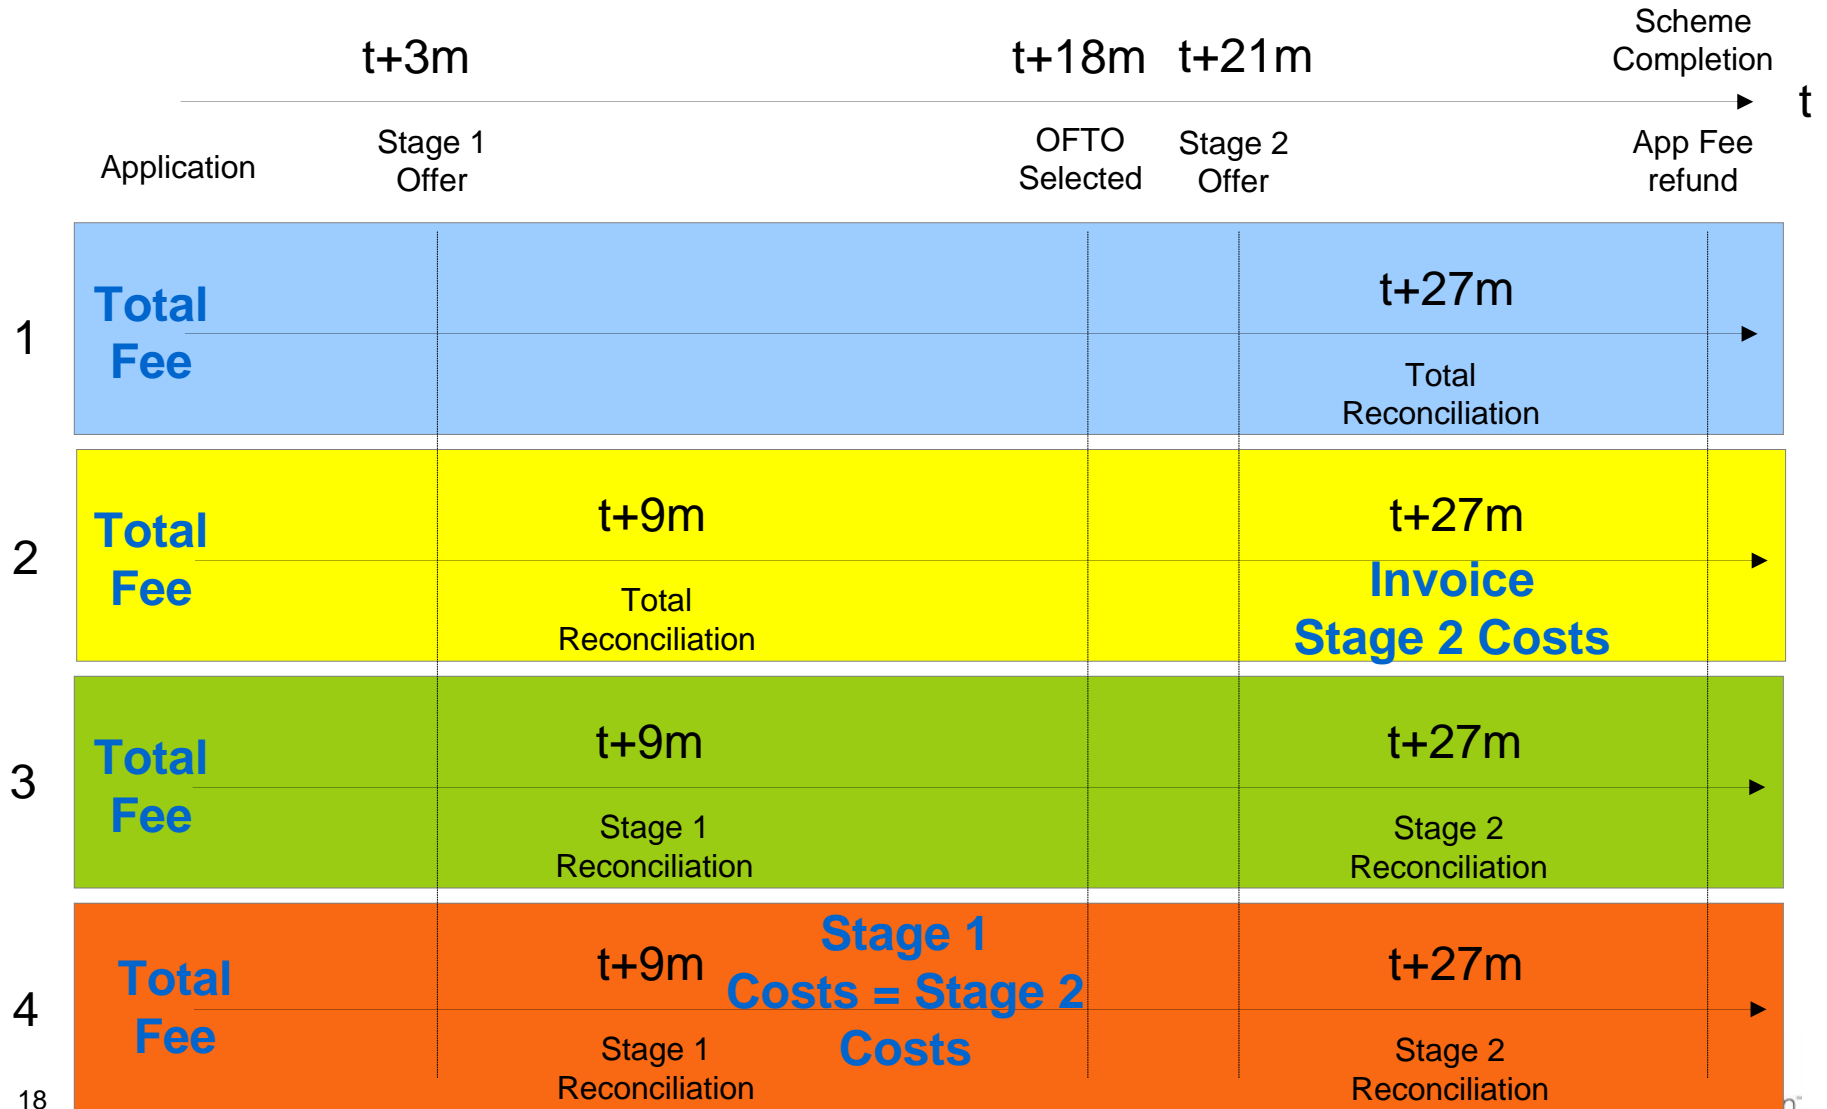 Scheme
Completion
t+3m
t+18m
t+21m
t
Application
Stage 1
Offer
OFTO
Selected
Stage 2
Offer
App Fee
refund
1
Total
Fee
t+27m
Total
Reconciliation
2
Total
Fee
t+9m
Total
Reconciliation
t+27m
Invoice
Stage 2 Costs
3
Total
Fee
t+9m
Stage 1
Reconciliation
t+27m
Stage 2
Reconciliation
4
Total
Fee
t+9m
Stage 1
Reconciliation
Stage 1
Costs = Stage 2
Costs
t+27m
Stage 2
Reconciliation
18